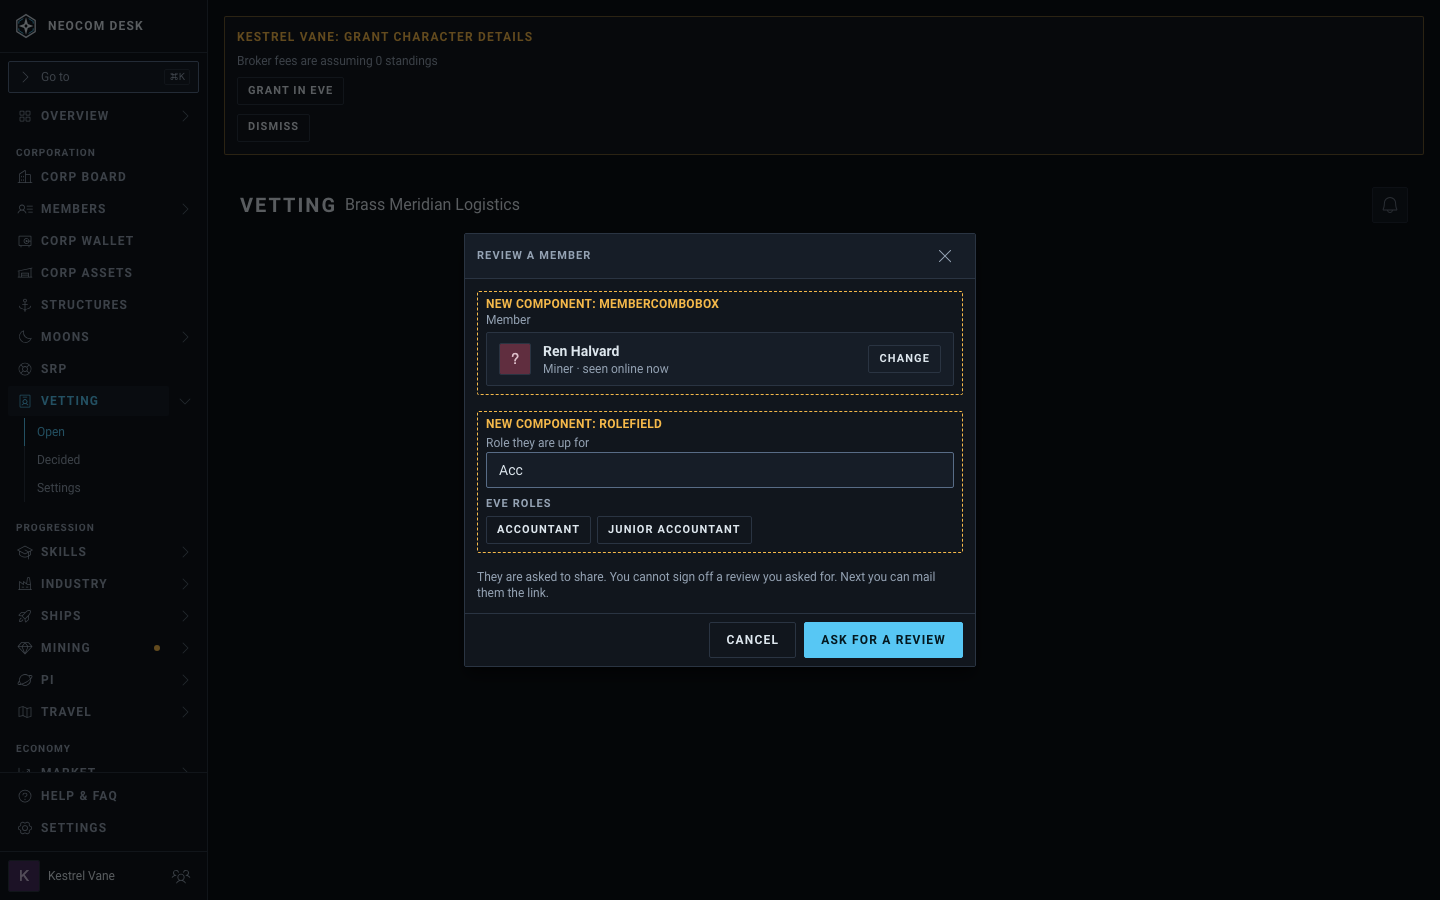 NEOCOM DESK
Go to
⌘K
OVERVIEW
CORPORATION
CORP BOARD
MEMBERS
CORP WALLET
CORP ASSETS
STRUCTURES
MOONS
SRP
VETTING
Open
Decided
Settings
PROGRESSION
SKILLS
INDUSTRY
SHIPS
MINING
PI
TRAVEL
ECONOMY
MARKET
HELP & FAQ
SETTINGS
K
Kestrel Vane
KESTREL VANE: GRANT CHARACTER DETAILS
Broker fees are assuming 0 standings
GRANT IN EVE
DISMISS
VETTING Brass Meridian Logistics
REVIEW A MEMBER
NEW COMPONENT: MEMBERCOMBOBOX
Member
?
Ren Halvard
Miner · seen online now
CHANGE
NEW COMPONENT: ROLEFIELD
Role they are up for
Acc
EVE ROLES
ACCOUNTANT
JUNIOR ACCOUNTANT
They are asked to share. You cannot sign off a review you asked for. Next you can mail
them the link.
CANCEL
ASK FOR A REVIEW